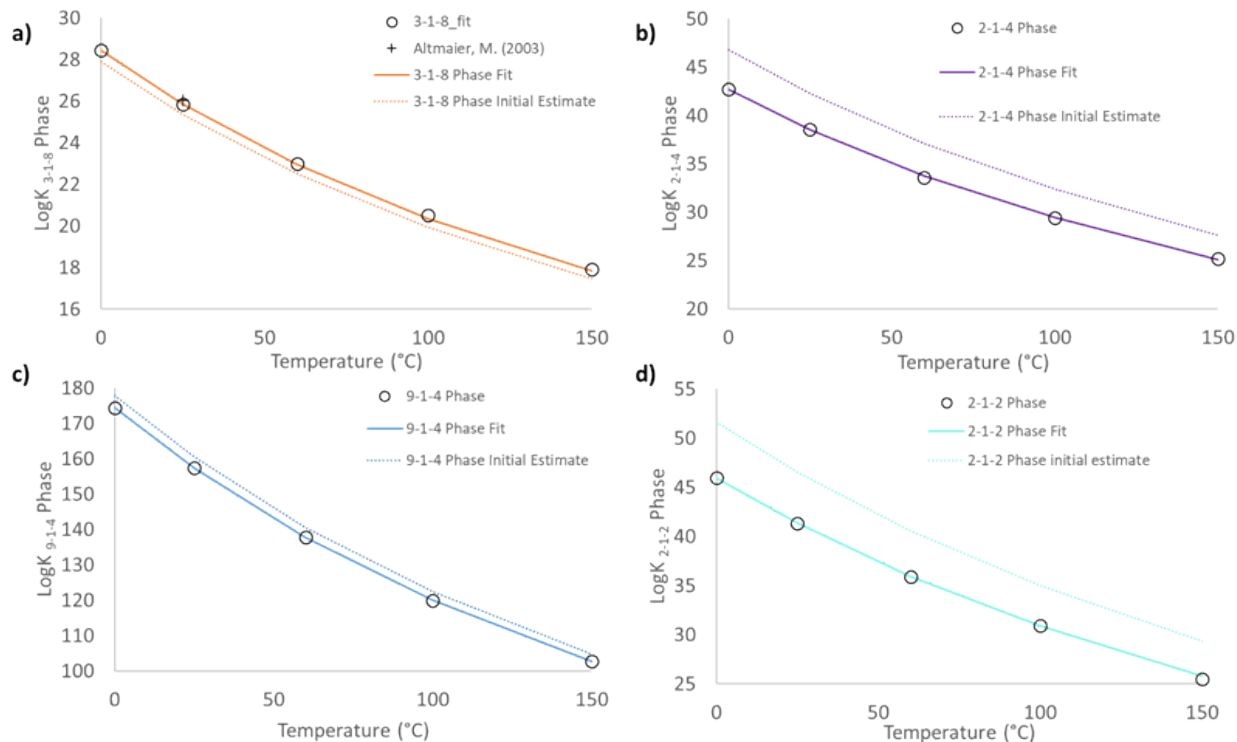 a)
30
28
26
24
22
20
18
16
LogK 3-1-8 Phase
3-1-8_fit
Altmaier, M. (2003)
3-1-8 Phase Fit
3-1-8 Phase Initial Estimate
0
50
100
150
Temperature (°C)
b)
50
45
40
35
30
25
20
LogK 2-1-4 Phase
2-1-4 Phase
2-1-4 Phase Fit
2-1-4 Phase Initial Estimate
0
50
100
150
Temperature (°C)
c)
180
170
160
150
140
130
120
110
100
LogK 9-1-4 Phase
9-1-4 Phase
9-1-4 Phase Fit
9-1-4 Phase Initial Estimate
0
50
100
150
Temperature (°C)
d)
55
50
45
40
35
30
25
LogK 2-1-2 Phase
2-1-2 Phase
2-1-2 Phase Fit
2-1-2 Phase initial estimate
0
50
100
150
Temperature (°C)